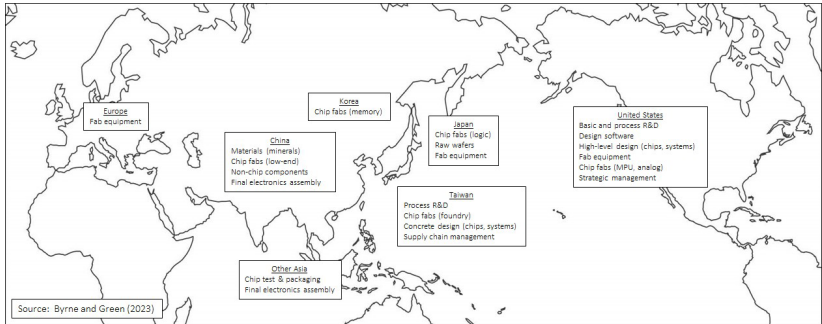 Europe
Fab equipment
China
Materials (minerals)
Chip fabs (low-end)
Non-chip components
Final electronics assembly
Korea
Chip fabs (memory)
Japan
Chip fabs (logic)
Raw wafers
Fab equipment
United States
Basic and process R&D
Design software
High-level design (chips, systems)
Fab equipment
Chip fabs (MPU, analog)
Strategic management
Taiwan
Process R&D
Chip fabs (foundry)
Concrete design (chips, systems)
Supply chain management
Other Asia
Chip test & packaging
Final electronics assembly
Source: Byrne and Green (2023)